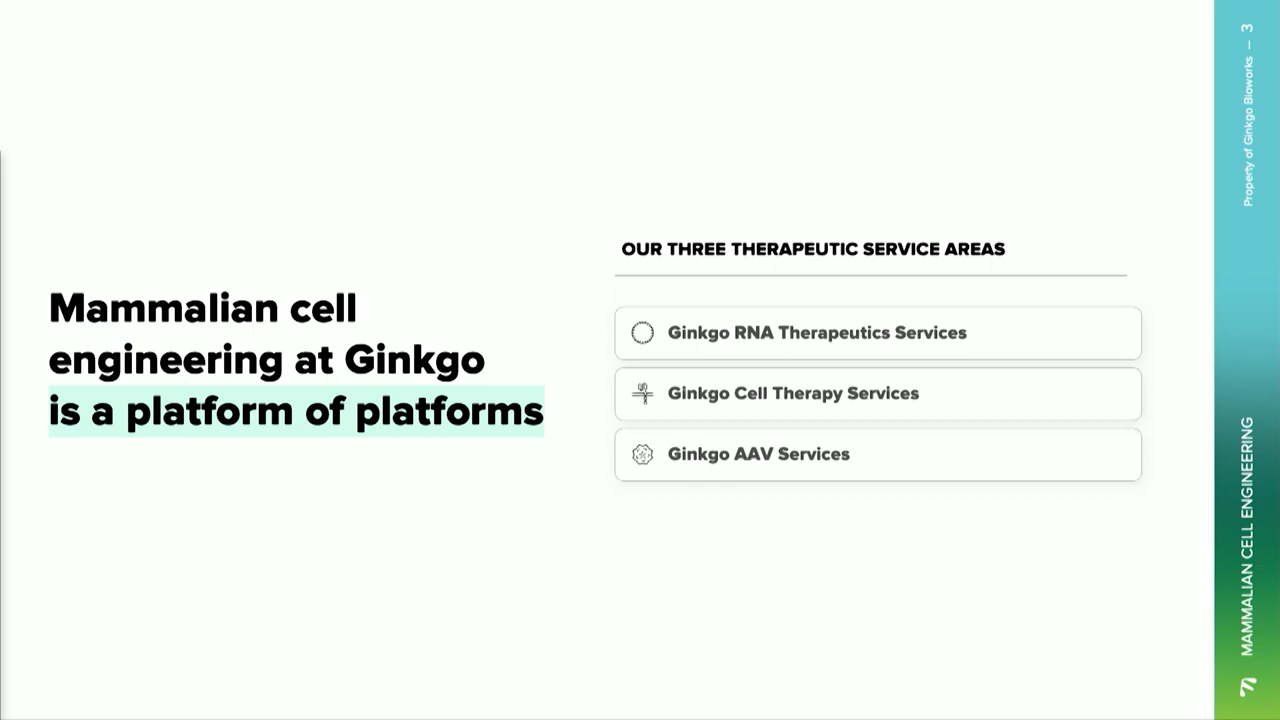 Mammalian cell
engineering at Ginkgo
is a platform of platforms
OUR THREE THERAPEUTIC SERVICE AREAS
Ginkgo RNA Therapeutics Services
Ginkgo Cell Therapy Services
Ginkgo AAV Services
MAMMALIAN CELL ENGINEERING
Property of Ginkgo Bioworks — 3